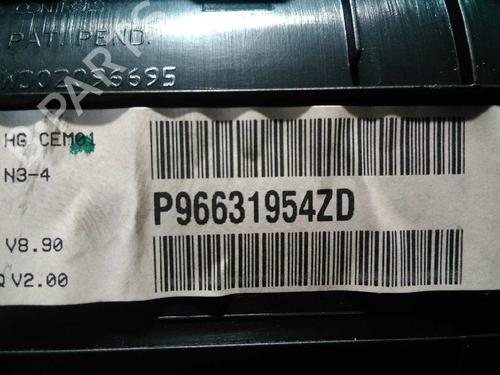 PAT. PEND.
HG CEM01
N3-4
P96631954ZD
V8.90
Q V2.00